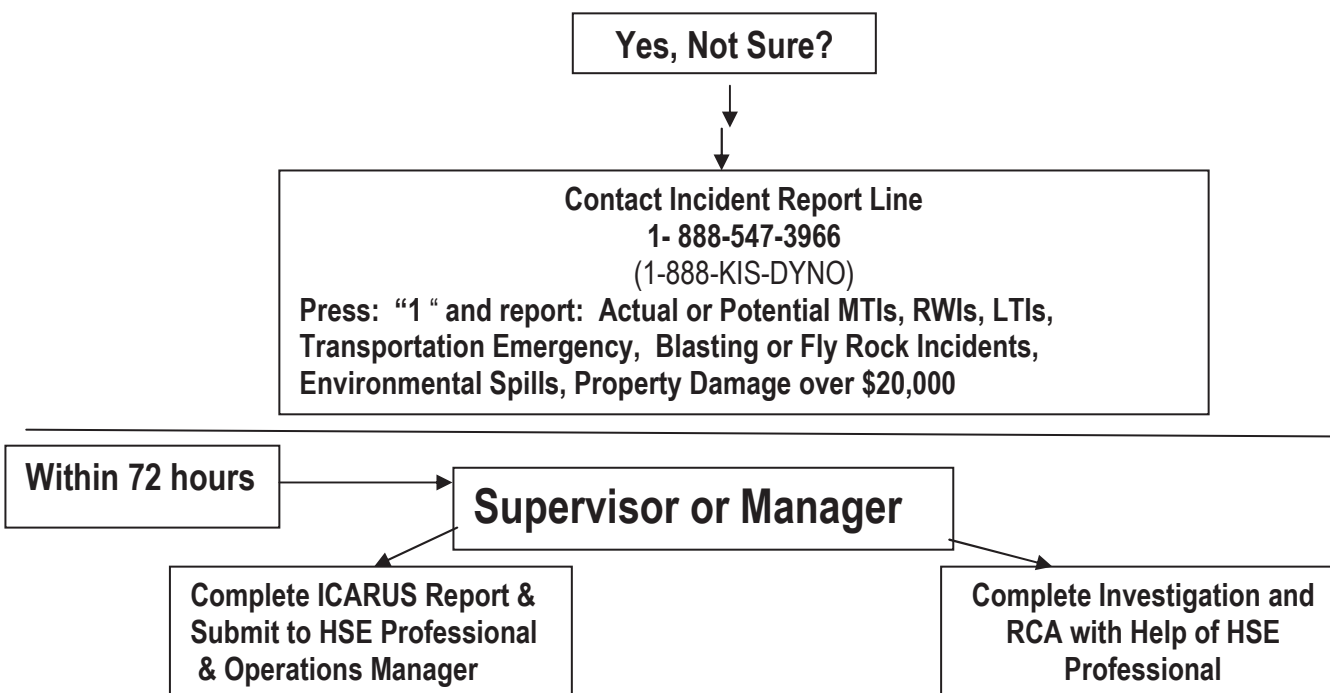 Yes, Not Sure?
Contact Incident Report Line
1- 888-547-3966
(1-888-KIS-DYNO)
Press:  “1 “ and report:  Actual or Potential MTIs, RWIs, LTIs,
Transportation Emergency,  Blasting or Fly Rock Incidents,
Environmental Spills, Property Damage over $20,000
Within 72 hours
Supervisor or Manager
Complete ICARUS Report &
Submit to HSE Professional
& Operations Manager
Complete Investigation and
RCA with Help of HSE
Professional